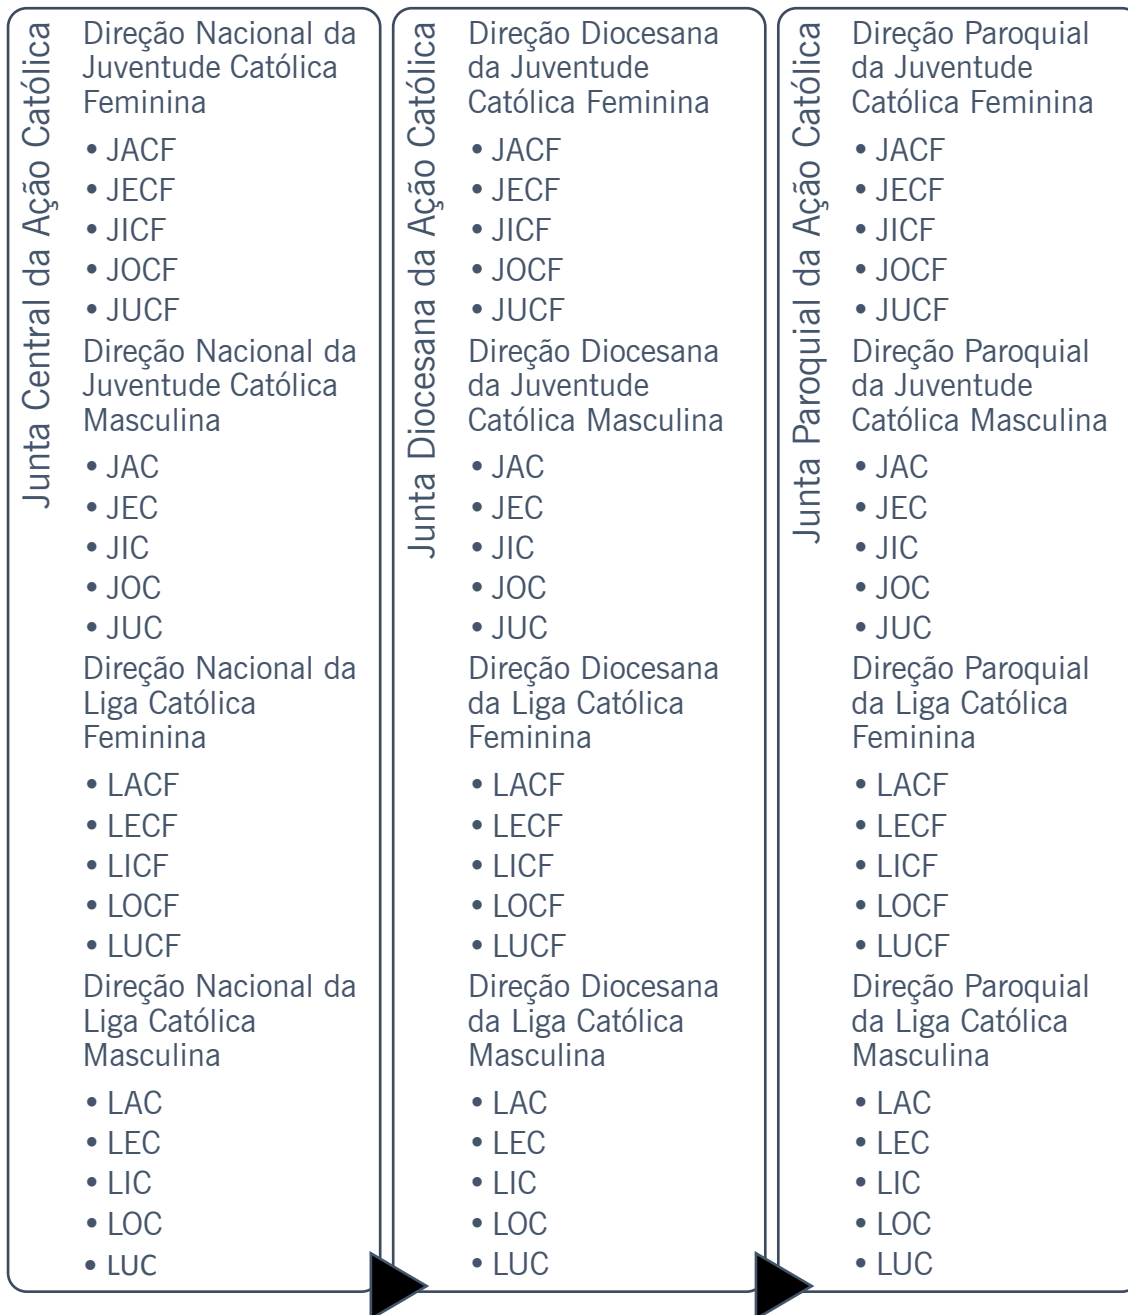 Junta Central da Ação Católica
Direção Nacional da
Juventude Católica
Feminina
• JACF
• JECF
• JICF
• JOCF
• JUCF
Direção Nacional da
Juventude Católica
Masculina
• JAC
• JEC
• JIC
• JOC
• JUC
Direção Nacional da
Liga Católica
Feminina
• LACF
• LECF
• LICF
• LOCF
• LUCF
Direção Nacional da
Liga Católica
Masculina
• LAC
• LEC
• LIC
• LOC
• LUC
Junta Diocesana da Ação Católica
Direção Diocesana
da Juventude
Católica Feminina
• JACF
• JECF
• JICF
• JOCF
• JUCF
Direção Diocesana
da Juventude
Católica Masculina
• JAC
• JEC
• JIC
• JOC
• JUC
Direção Diocesana
da Liga Católica
Feminina
• LACF
• LECF
• LICF
• LOCF
• LUCF
Direção Diocesana
da Liga Católica
Masculina
• LAC
• LEC
• LIC
• LOC
• LUC
Junta Paroquial da Ação Católica
Direção Paroquial
da Juventude
Católica Feminina
• JACF
• JECF
• JICF
• JOCF
• JUCF
Direção Paroquial
da Juventude
Católica Masculina
• JAC
• JEC
• JIC
• JOC
• JUC
Direção Paroquial
da Liga Católica
Feminina
• LACF
• LECF
• LICF
• LOCF
• LUCF
Direção Paroquial
da Liga Católica
Masculina
• LAC
• LEC
• LIC
• LOC
• LUC